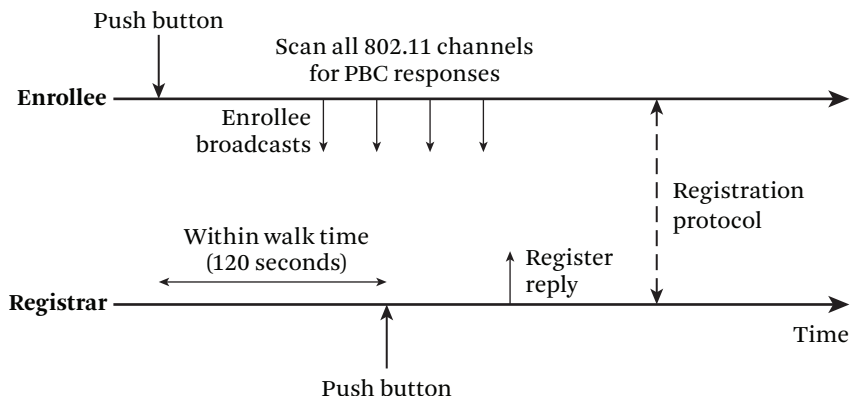 Push button
Scan all 802.11 channels
for PBC responses
Enrollee
Enrollee
broadcasts
Registration
protocol
Within walk time
(120 seconds)
Register
reply
Registrar
Time
Push button